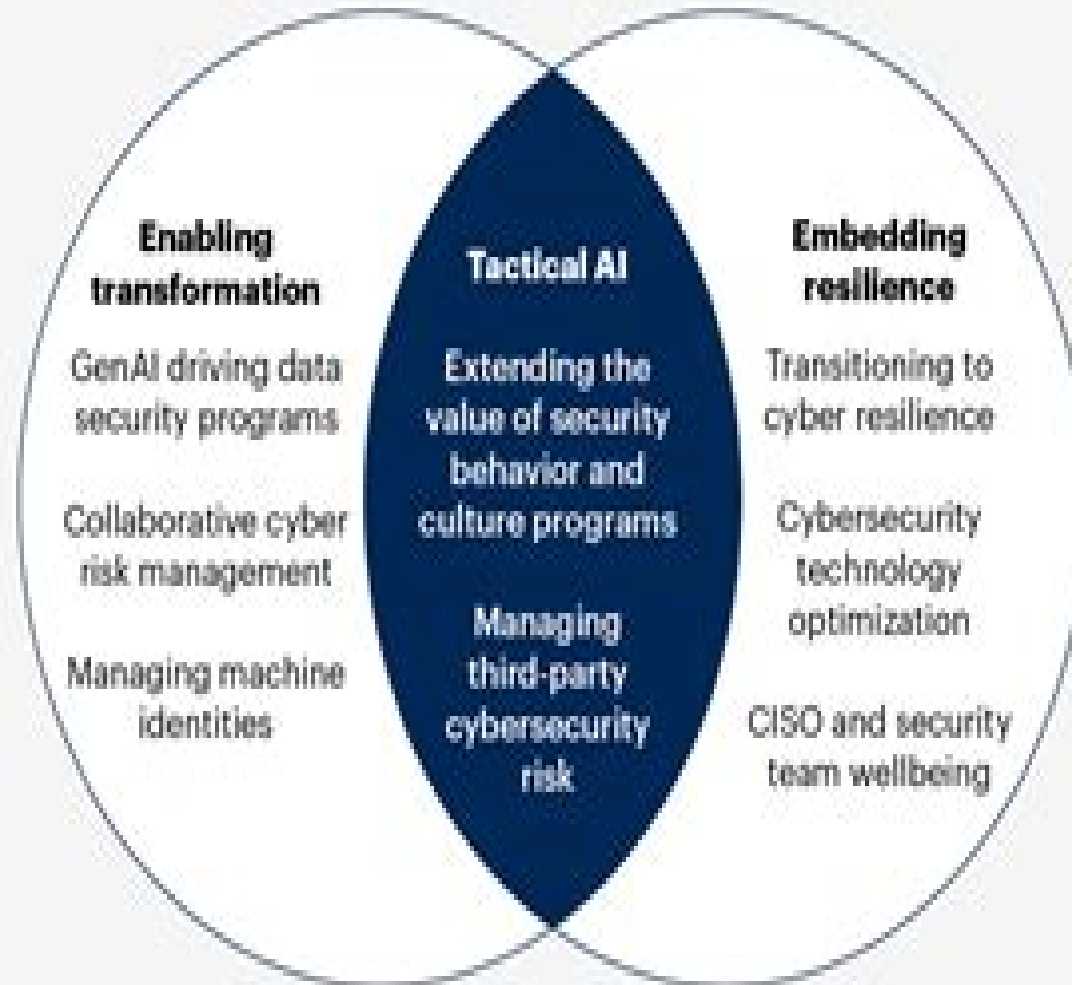 Enabling
transformation
GenAI driving data
security programs
Collaborative cyber
risk management
Managing machine
identities
Tactical AI
Extending the
value of security
behavior and
culture programs
Managing
third-party
cybersecurity
risk
Embedding
resilience
Transitioning to
cyber resilience
Cybersecurity
technology
optimization
CISO and security
team wellbeing